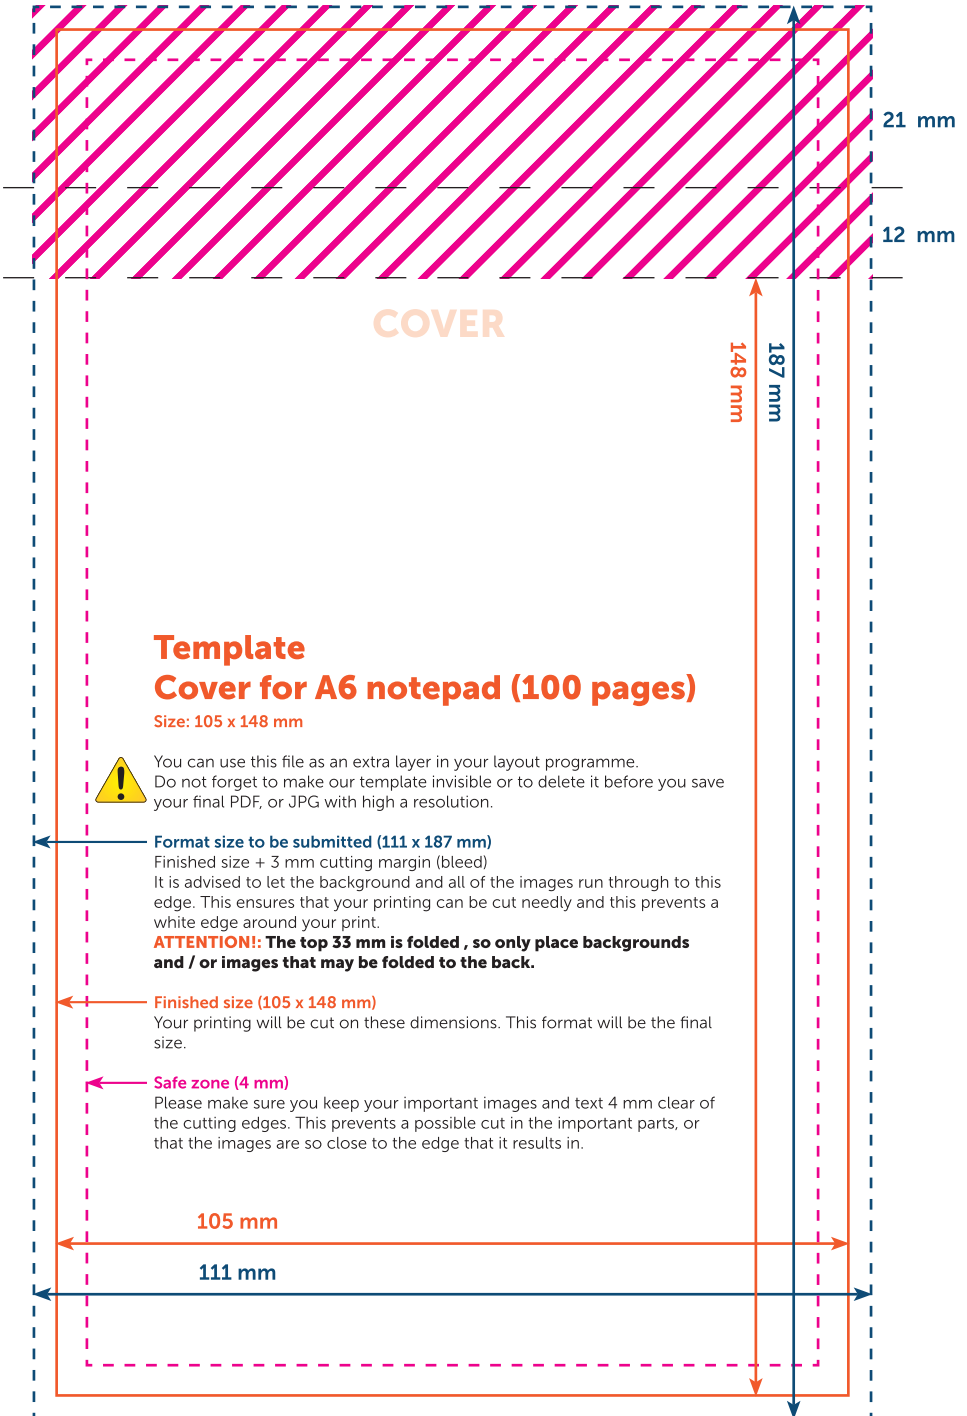 21 mm
12 mm
COVER
148 mm
187 mm
Template
Cover for A6 notepad (100 pages)
Size: 105 x 148 mm
You can use this file as an extra layer in your layout programme.
Do not forget to make our template invisible or to delete it before you save
your final PDF, or JPG with high a resolution.
Format size to be submitted (111 x 187 mm)
Finished size + 3 mm cutting margin (bleed)
It is advised to let the background and all of the images run through to this
edge. This ensures that your printing can be cut needly and this prevents a
white edge around your print.
ATTENTION!: The top 33 mm is folded , so only place backgrounds
and / or images that may be folded to the back.
Finished size (105 x 148 mm)
Your printing will be cut on these dimensions. This format will be the final
size.
Safe zone (4 mm)
Please make sure you keep your important images and text 4 mm clear of
the cutting edges. This prevents a possible cut in the important parts, or
that the images are so close to the edge that it results in.
105 mm
111 mm